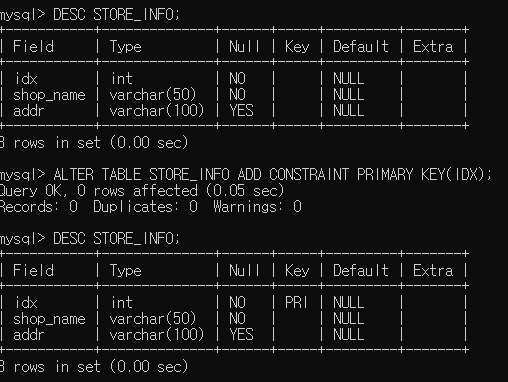 mysql> DESC STORE_INFO;
+-----------+--------------+------+-----+---------+-------+
| Field     | Type         | Null | Key | Default | Extra |
+-----------+--------------+------+-----+---------+-------+
| idx       | int          | NO   |     | NULL    |       |
| shop_name | varchar(50)  | NO   |     | NULL    |       |
| addr      | varchar(100) | YES  |     | NULL    |       |
+-----------+--------------+------+-----+---------+-------+
3 rows in set (0.00 sec)
mysql> ALTER TABLE STORE_INFO ADD CONSTRAINT PRIMARY KEY(IDX);
Query OK, 0 rows affected (0.05 sec)
Records: 0  Duplicates: 0  Warnings: 0
mysql> DESC STORE_INFO;
+-----------+--------------+------+-----+---------+-------+
| Field     | Type         | Null | Key | Default | Extra |
+-----------+--------------+------+-----+---------+-------+
| idx       | int          | NO   | PRI | NULL    |       |
| shop_name | varchar(50)  | NO   |     | NULL    |       |
| addr      | varchar(100) | YES  |     | NULL    |       |
+-----------+--------------+------+-----+---------+-------+
3 rows in set (0.00 sec)